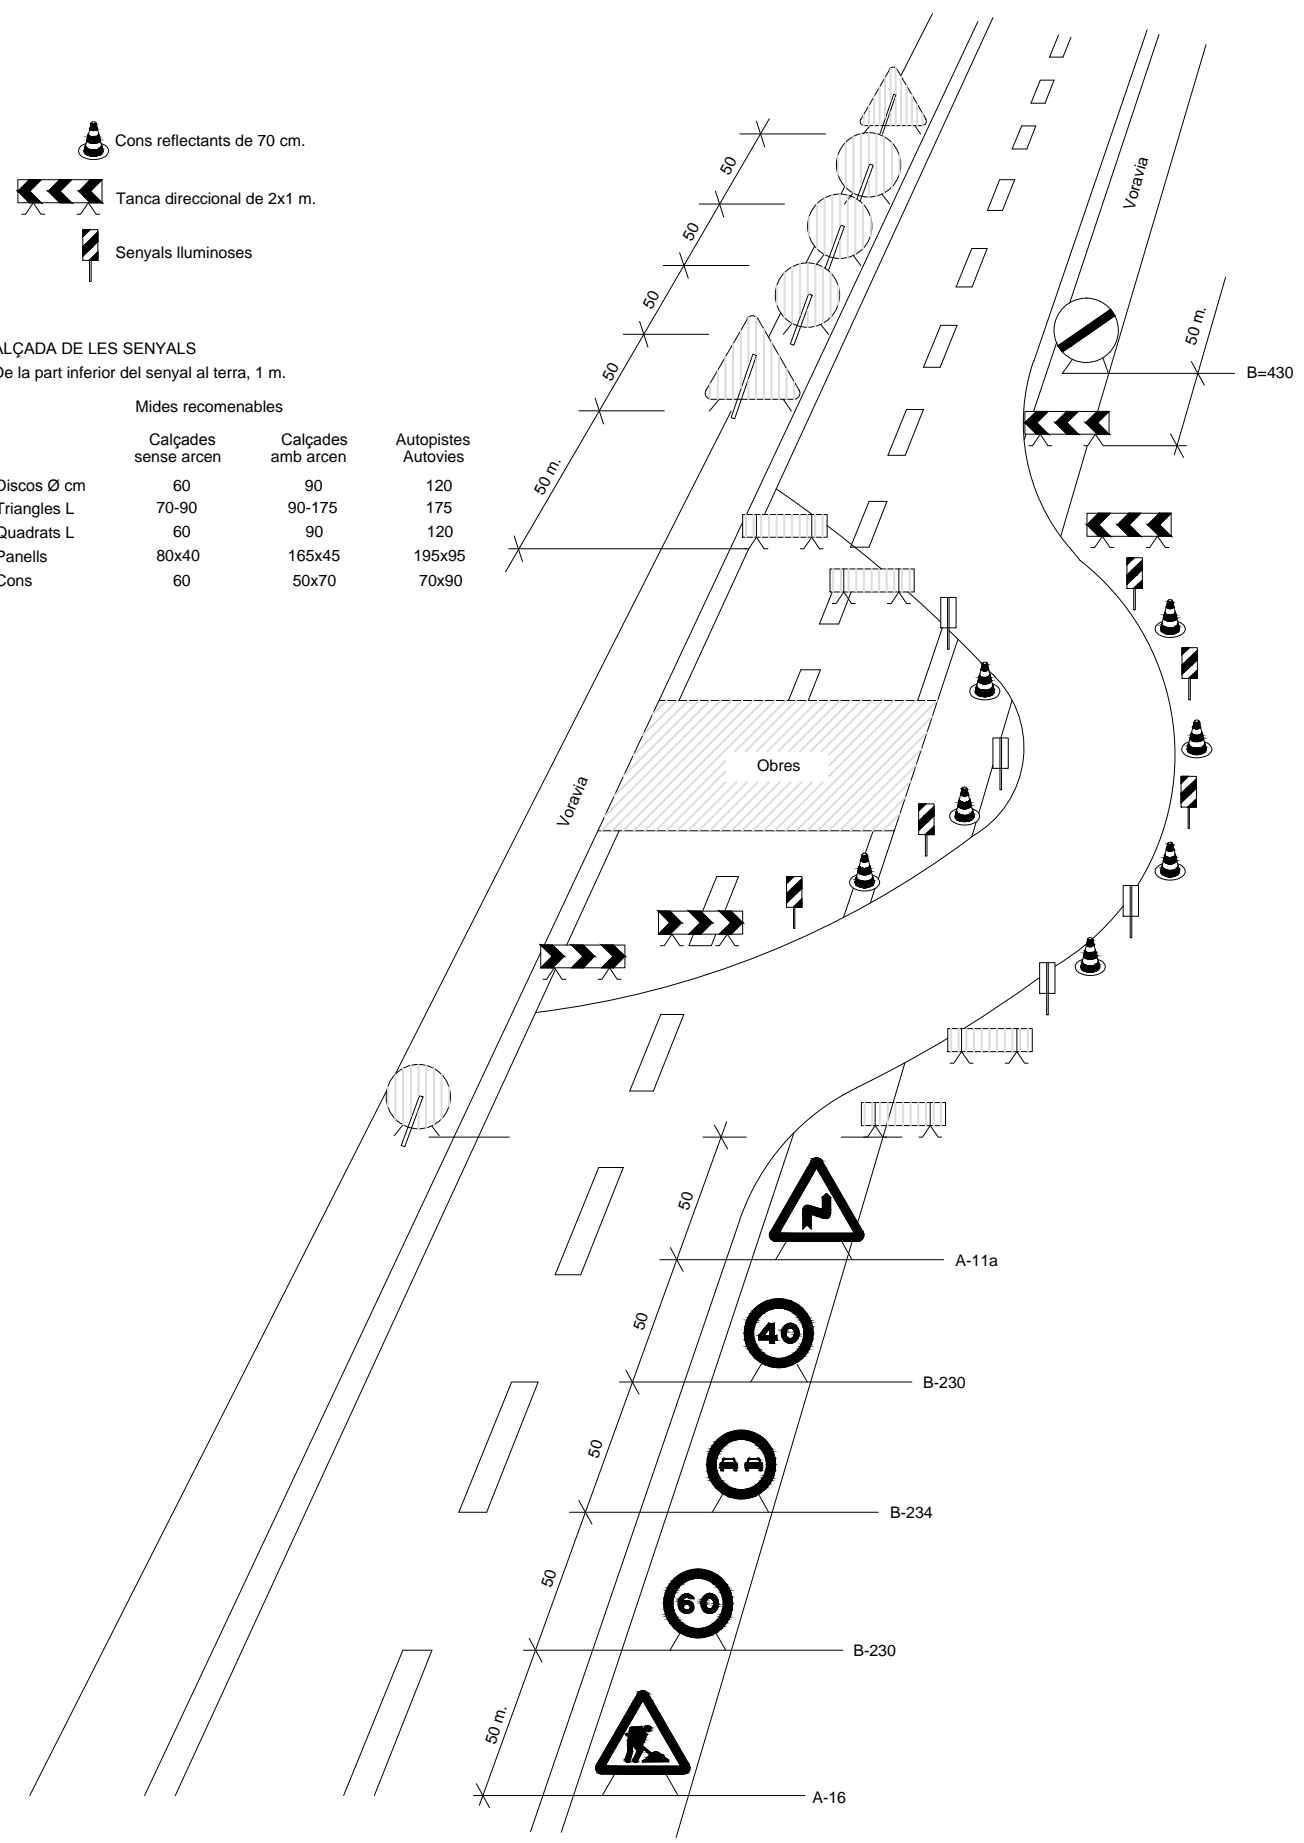 Cons reflectants de 70 cm.
Tanca direccional de 2x1 m.
Senyals lluminoses
ALÇADA DE LES SENYALS
De la part inferior del senyal al terra, 1 m.
Mides recomenables
Calçades sense arcen Calçades amb arcen Autopistes Autovies
Discos Ø cm 60 90 120
Triangles L 70-90 90-175 175
Quadrats L 60 90 120
Panells 80x40 165x45 195x95
Cons 60 50x70 70x90
50
50
50
50
50 m.
Voravia
50 m.
B=430
Obres
Voravia
50
A-11a
50
40
B-230
50
B-234
50
60
B-230
50 m.
A-16